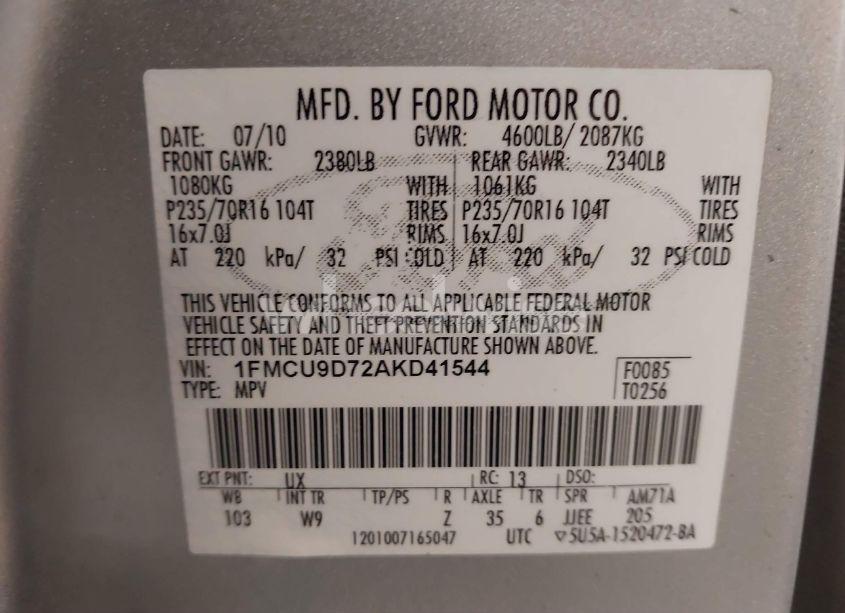 MFD. BY FORD MOTOR CO.
DATE: 07/10 GVWR: 4600LB/ 2087KG
FRONT GAWR: 2380LB REAR GAWR: 2340LB
1080KG WITH 1061KG WITH
P235/70R16 104T TIRES P235/70R16 104T TIRES
16x7.0J RIMS 16x7.0J RIMS
AT 220 kPa/ 32 PSI COLD AT 220 kPa/ 32 PSI COLD
THIS VEHICLE CONFORMS TO ALL APPLICABLE FEDERAL MOTOR
VEHICLE SAFETY AND THEFT PREVENTION STANDARDS IN
EFFECT ON THE DATE OF MANUFACTURE SHOWN ABOVE.
VIN: 1FMCU9D72AKD41544 F0085
TYPE: MPV T0256
EXT PNT: UX RC: 13 DSO:
WB INT TR TP/PS R AXLE TR SPR AM71A
103 W9 Z 35 6 JJEE 205
1201007165047 UTC ▽5U5A-1520472-BA